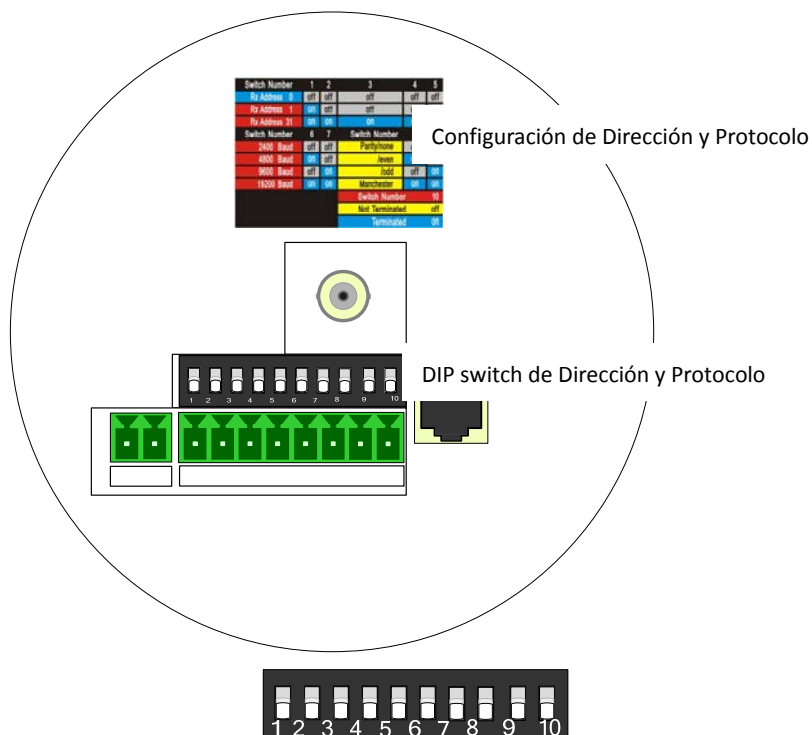 Switch Number 1 2 3 4 5
Rx Address 0 off off off off off
Rx Address 1 on off off
Rx Address 31 on on on
Configuración de Dirección y Protocolo
Switch Number 6 7 Switch Number
2400 Baud off off Parity/none
4800 Baud on off /even
9600 Baud off on /odd off on
19200 Baud on on Manchester on on
Switch Number 10
Not Terminated off
Terminated on
DIP switch de Dirección y Protocolo
1 2 3 4 5 6 7 8 9 10
1 2 3 4 5 6 7 8 9 10